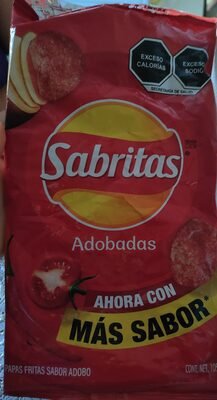 EXCESO
CALORÍAS
EXCESO
SODIO
SECRETARÍA DE SALUD
Sabritas
Adobadas
AHORA CON
MÁS SABOR*
PAPAS FRITAS SABOR ADOBO
CONT. NET. 105